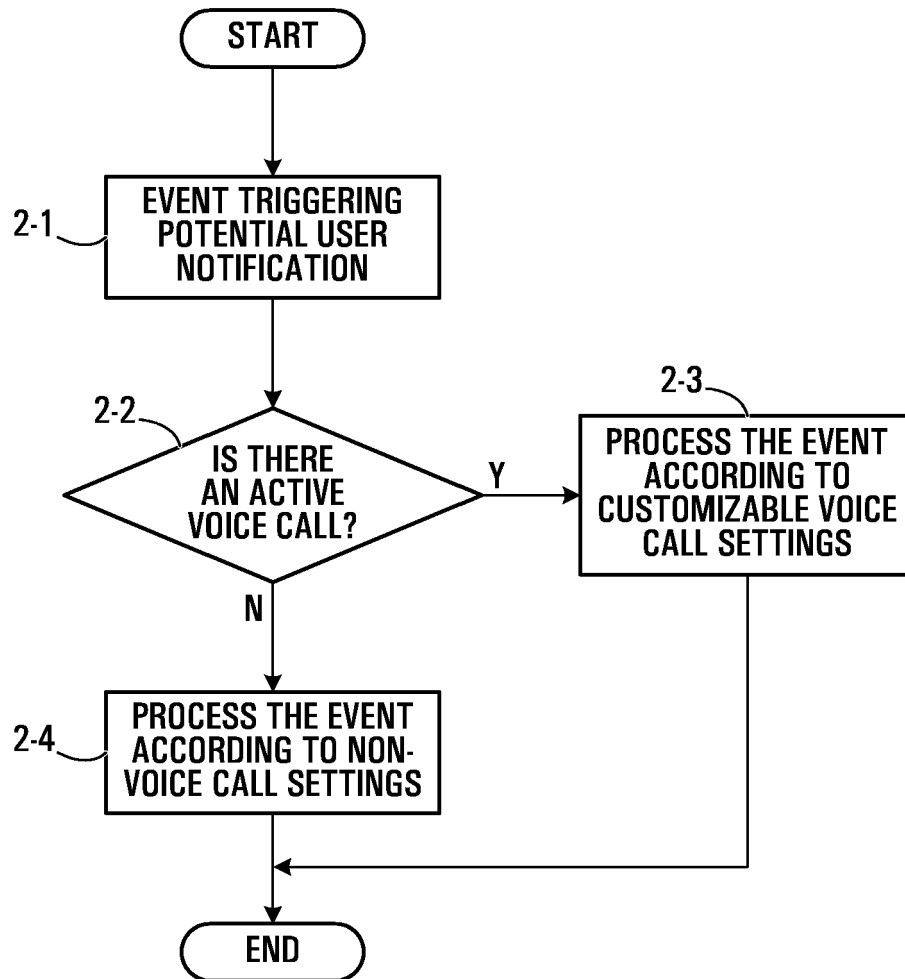 START
2-1
EVENT TRIGGERING
POTENTIAL USER
NOTIFICATION
2-2
IS THERE
AN ACTIVE
VOICE CALL?
Y
2-3
PROCESS THE EVENT
ACCORDING TO
CUSTOMIZABLE VOICE
CALL SETTINGS
N
2-4
PROCESS THE EVENT
ACCORDING TO NON-
VOICE CALL SETTINGS
END